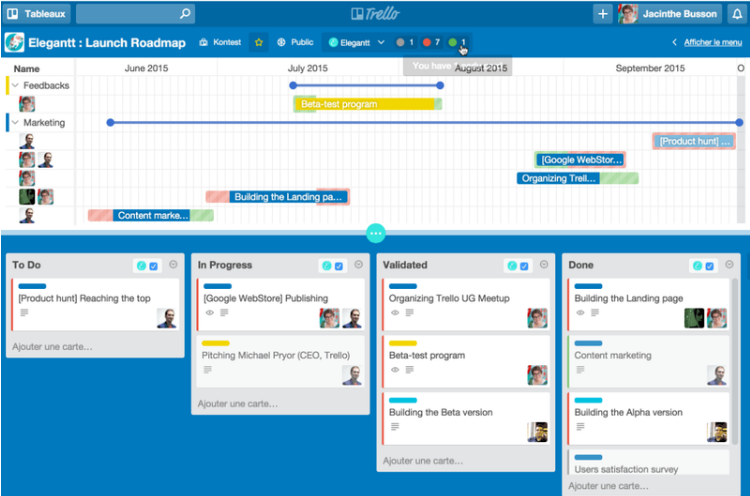 Tableaux
Trello
Jacinthe Busson
Elegantt : Launch Roadmap
Kontest
Public
Elegantt
1
7
1
Afficher le menu
You have
Name
June 2015
July 2015
August 2015
September 2015
O
Feedbacks
Beta-test program
Marketing
[Product hunt] ...
[Google WebStor...
Organizing Trell...
Building the Landing pa...
Content marke...
To Do
[Product hunt] Reaching the top
Ajouter une carte...
In Progress
[Google WebStore] Publishing
Pitching Michael Pryor (CEO, Trello)
Ajouter une carte...
Validated
Organizing Trello UG Meetup
Beta-test program
Building the Beta version
Ajouter une carte...
Done
Building the Landing page
Content marketing
Building the Alpha version
Users satisfaction survey
Ajouter une carte...